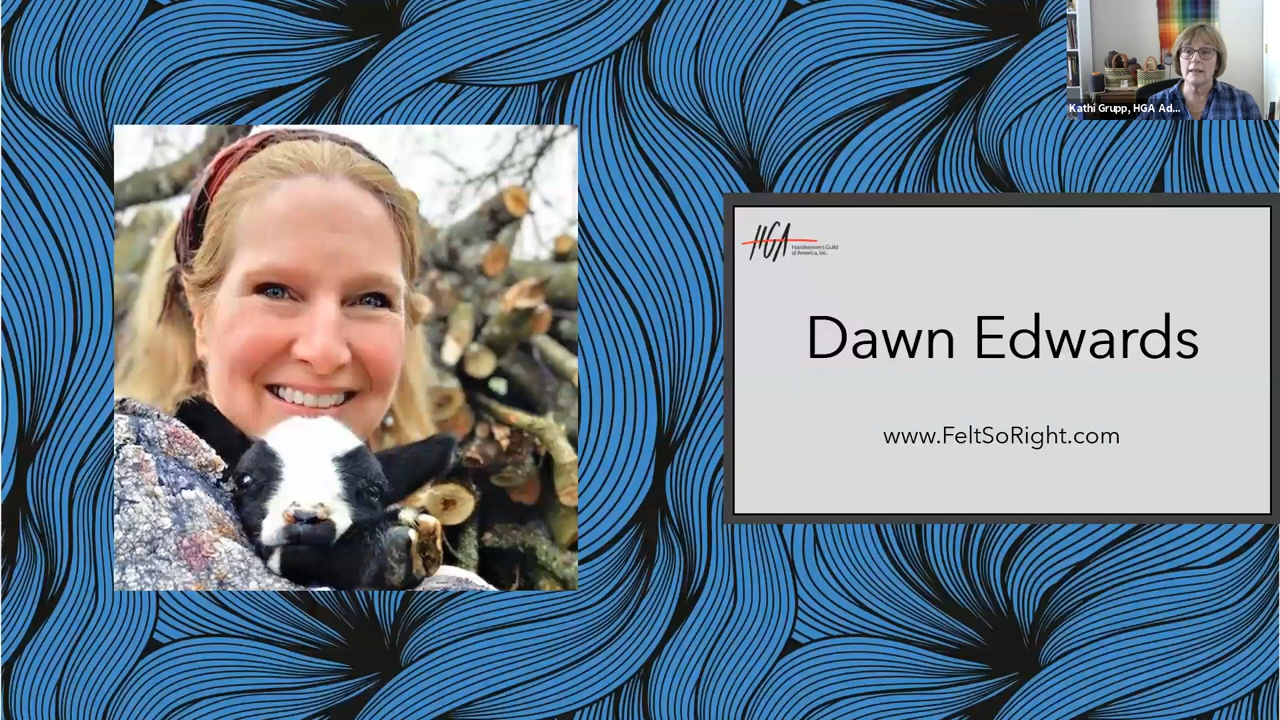 Kathi Grupp, HGA Ad...
HGA
Handweavers Guild
of America, Inc.
Dawn Edwards
www.FeltSoRight.com